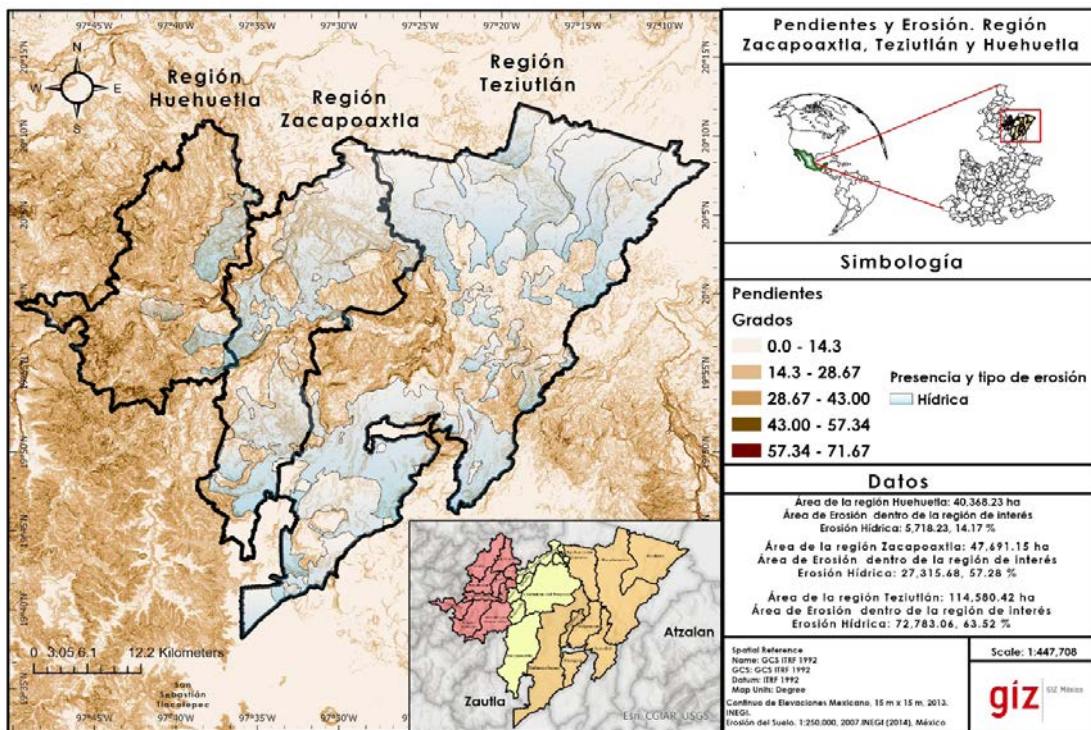 97°45'W
97°40'W
97°35'W
97°30'W
97°25'W
97°20'W
97°15'W
97°10'W
N
W
E
S
Región
Huehuetla
Región
Zacapoaxtla
Región
Teziutlán
20°15'N
20°10'N
20°5'N
20°N
19°55'N
19°50'N
19°45'N
19°40'N
19°35'N
0 3.05 6.1 12.2 Kilometers
San
Sebastián
Tlacotepec
Atzalan
Zautla
Esri, CGIAR, USGS
Pendientes y Erosión. Región
Zacapoaxtla, Teziutlán y Huehuetla
Simbología
Pendientes
Grados
0.0 - 14.3
14.3 - 28.67
28.67 - 43.00
43.00 - 57.34
57.34 - 71.67
Presencia y tipo de erosión
Hídrica
Datos
Área de la región Huehuetla: 40,368.23 ha
Área de Erosión dentro de la región de interés
Erosión Hídrica: 5,718.23, 14.17 %
Área de la región Zacapoaxtla: 47,691.15 ha
Área de Erosión dentro de la región de interés
Erosión Hídrica: 27,315.68, 57.28 %
Área de la región Teziutlán: 114,580.42 ha
Área de Erosión dentro de la región de interés
Erosión Hídrica: 72,783.06, 63.52 %
Spatial Reference
Name: GCS ITRF 1992
GCS: GCS ITRF 1992
Datum: ITRF 1992
Map Units: Degree
Continuo de Elevaciones Mexicano, 15 m x 15 m, 2013.
INEGI.
Erosión del Suelo. 1:250,000, 2007.INEGI (2014), México
Scale: 1:447,708
giz
GIZ México